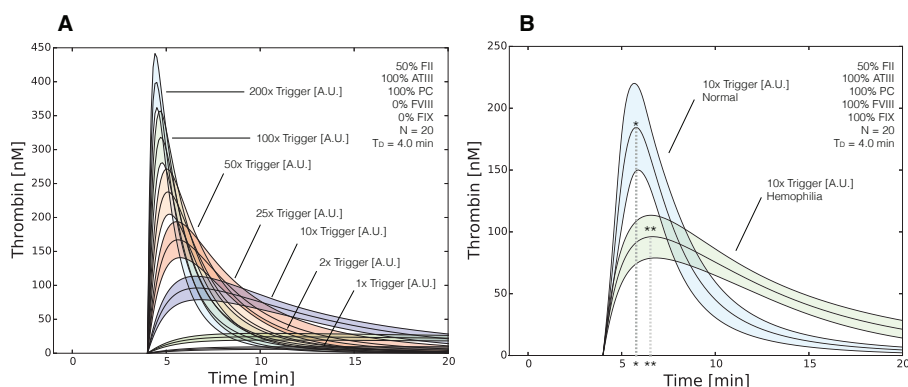 A
450
400
350
300
250
200
150
100
50
0
Thrombin [nM]
0
5
10
15
20
Time [min]
50% FII
100% ATIII
100% PC
0% FVIII
0% FIX
N = 20
TD = 4.0 min
200x Trigger [A.U.]
100x Trigger [A.U.]
50x Trigger [A.U.]
25x Trigger [A.U.]
10x Trigger [A.U.]
2x Trigger [A.U.]
1x Trigger [A.U.]
B
250
200
150
100
50
0
Thrombin [nM]
0
5
10
15
20
* **
Time [min]
50% FII
100% ATIII
100% PC
100% FVIII
100% FIX
N = 20
TD = 4.0 min
10x Trigger [A.U.]
Normal
10x Trigger [A.U.]
Hemophilia
*
**